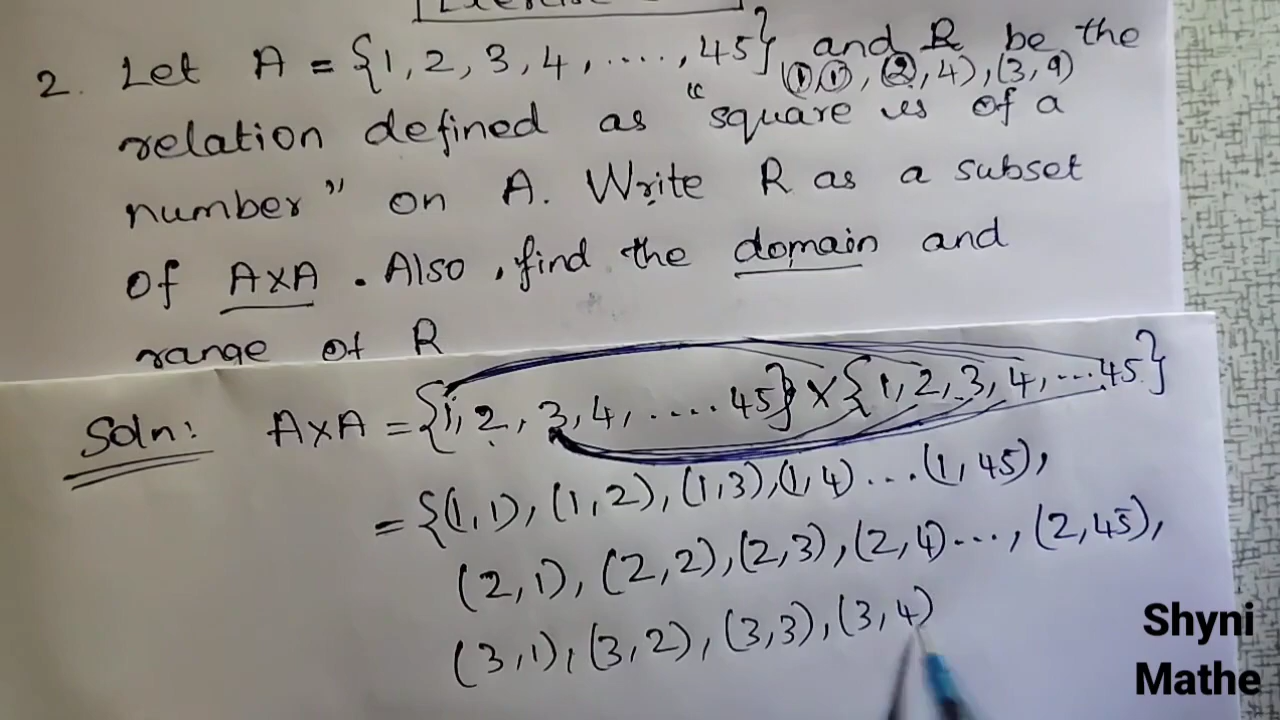 Exercise
2. Let A = {1, 2, 3, 4, ...., 45} and R be the
(1,1), (2,4), (3,9)
relation defined as "square is of a
number" on A. Write R as a subset
of A×A. Also, find the domain and
range of R
Soln: A×A = {1, 2, 3, 4, ..... 45} × {1, 2, 3, 4, ... 45}
= {(1,1), (1,2), (1,3), (1,4) ... (1,45),
(2,1), (2,2), (2,3), (2,4) ..., (2,45),
(3,1), (3,2), (3,3), (3,4)
Shyni
Mathe